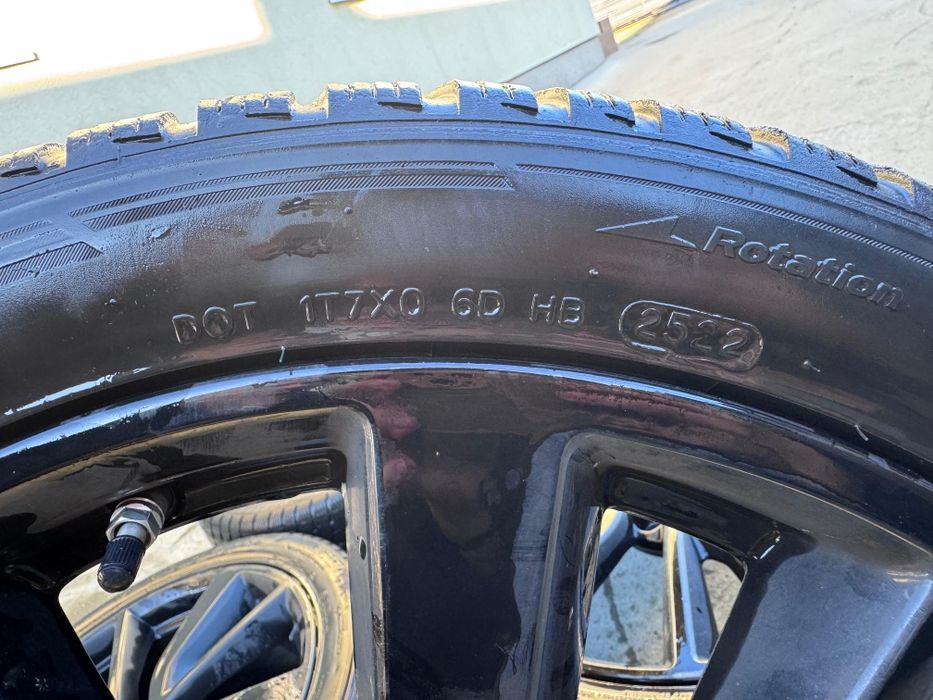 Rotation
DOT 1T7X0 6D HB 2522